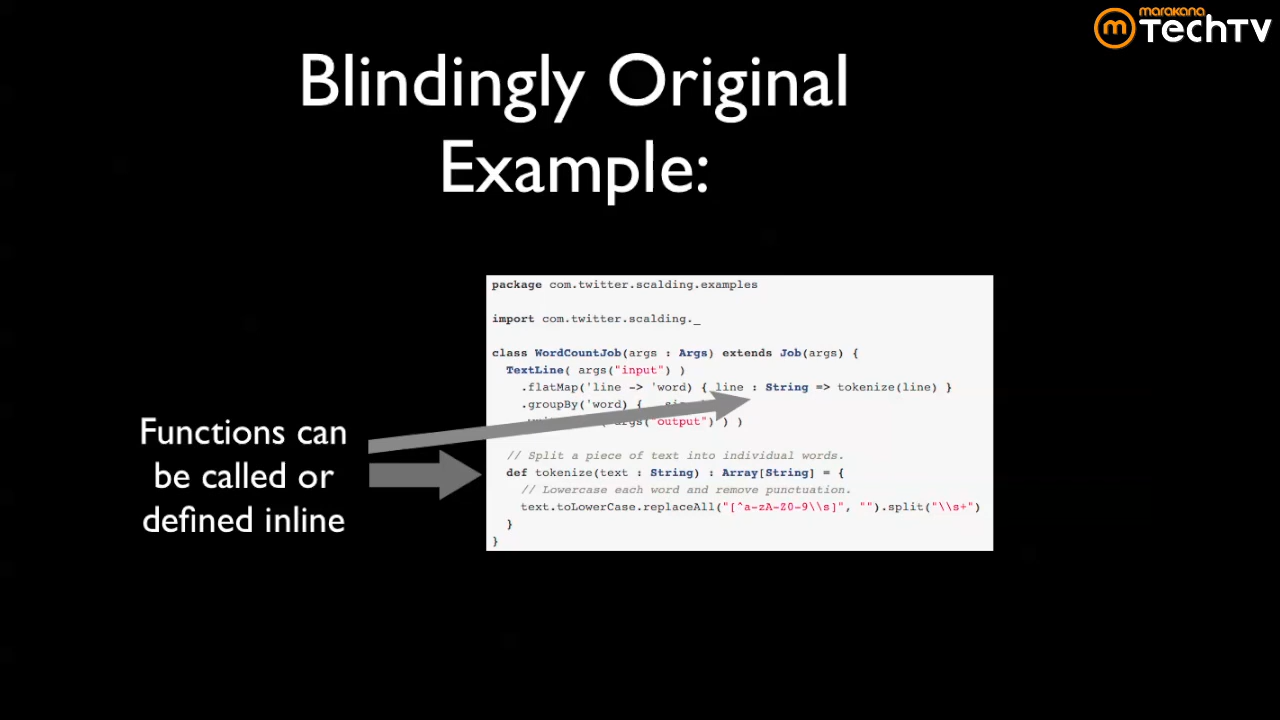 marakana
TechTV
Blindingly Original
Example:
package com.twitter.scalding.examples
import com.twitter.scalding._
class WordCountJob(args : Args) extends Job(args) {
TextLine( args("input") )
.flatMap('line -> 'word) { line : String => tokenize(line) }
.groupBy('word) {
args("output") ) )
// Split a piece of text into individual words.
def tokenize(text : String) : Array[String] = {
// Lowercase each word and remove punctuation.
text.toLowerCase.replaceAll("[^a-zA-Z0-9\\s]", "").split("\\s+")
}
}
Functions can
be called or
defined inline